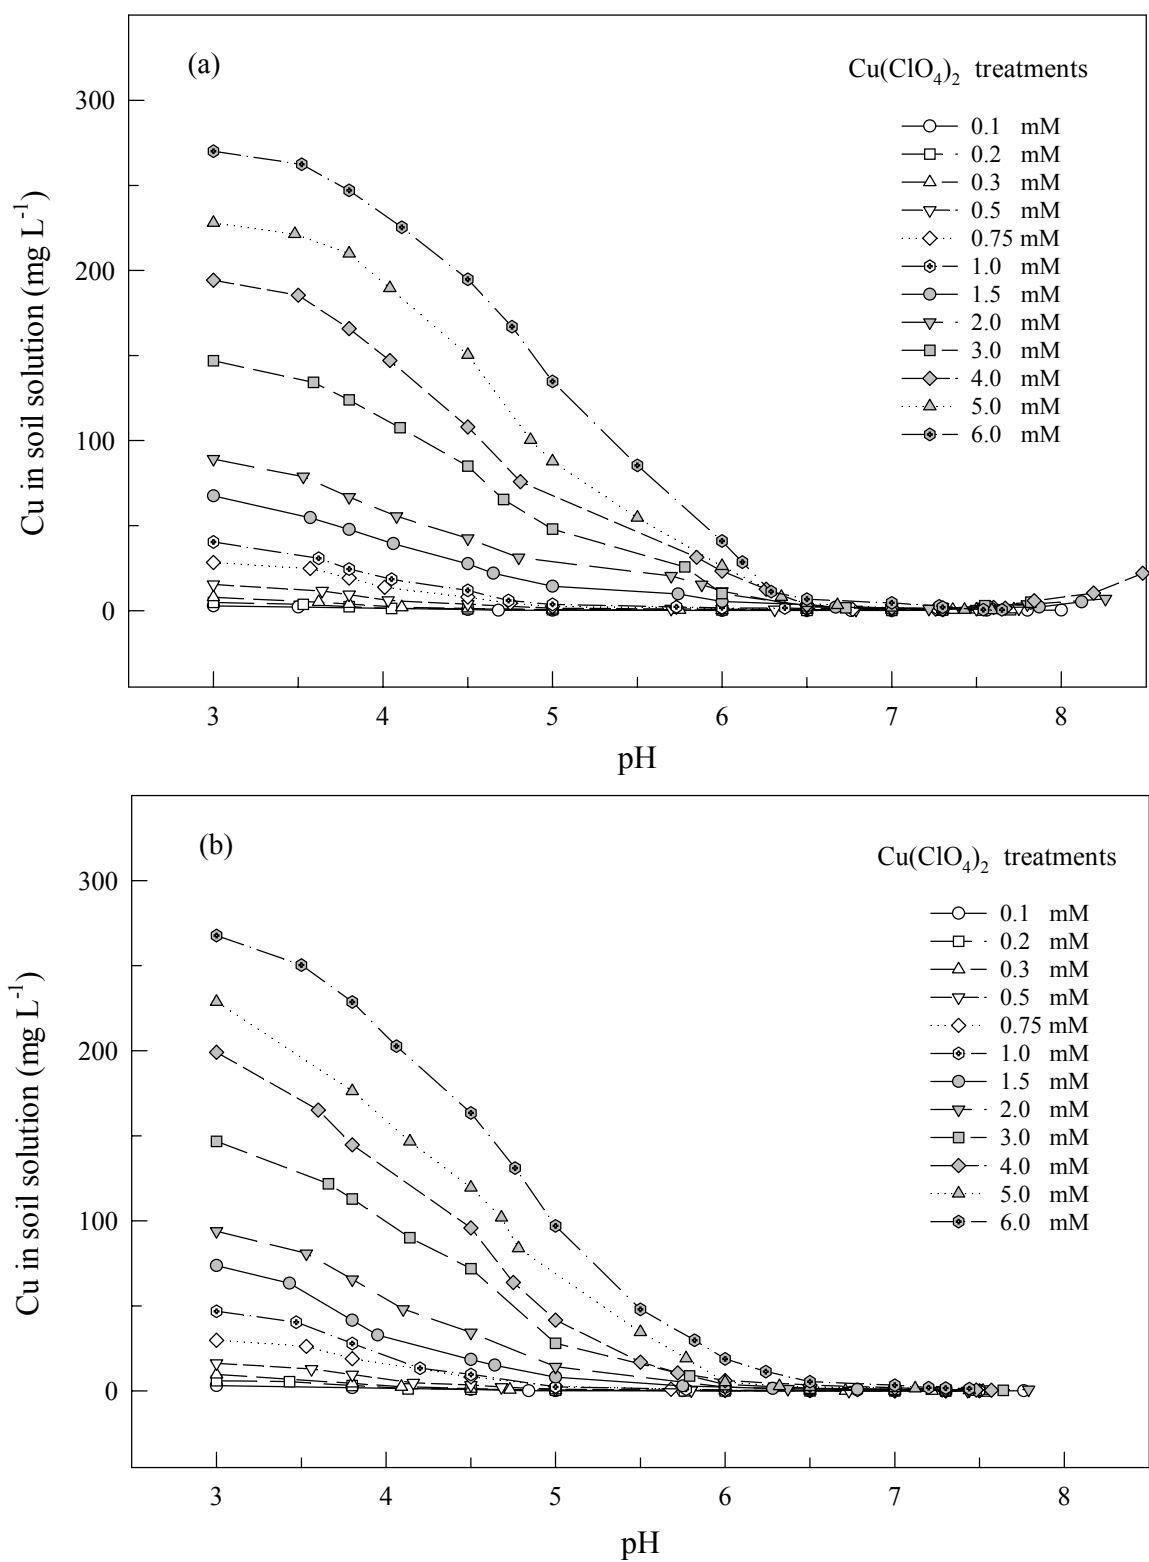 (a)
Cu(ClO4)2 treatments
300
0.1 mM
0.2 mM
0.3 mM
0.5 mM
0.75 mM
1.0 mM
1.5 mM
2.0 mM
3.0 mM
4.0 mM
5.0 mM
6.0 mM
200
100
0
Cu in soil solution (mg L-1)
3 4 5 6 7 8
pH
(b)
Cu(ClO4)2 treatments
300
0.1 mM
0.2 mM
0.3 mM
0.5 mM
0.75 mM
1.0 mM
1.5 mM
2.0 mM
3.0 mM
4.0 mM
5.0 mM
6.0 mM
200
100
0
Cu in soil solution (mg L-1)
3 4 5 6 7 8
pH